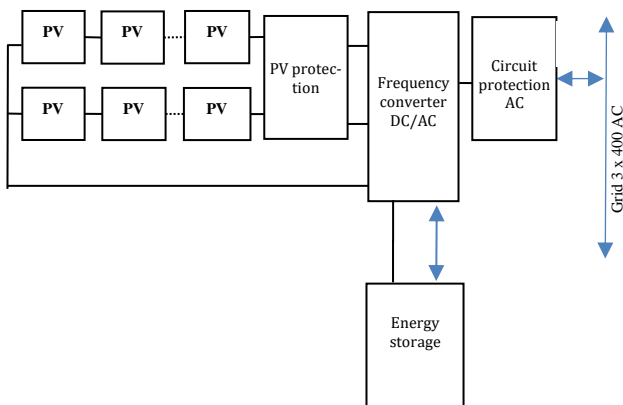 PV PV PV
PV protec-
tion
Frequency
converter
DC/AC
Circuit
protection
AC
PV PV PV
Grid 3 x 400 AC
Energy
storage